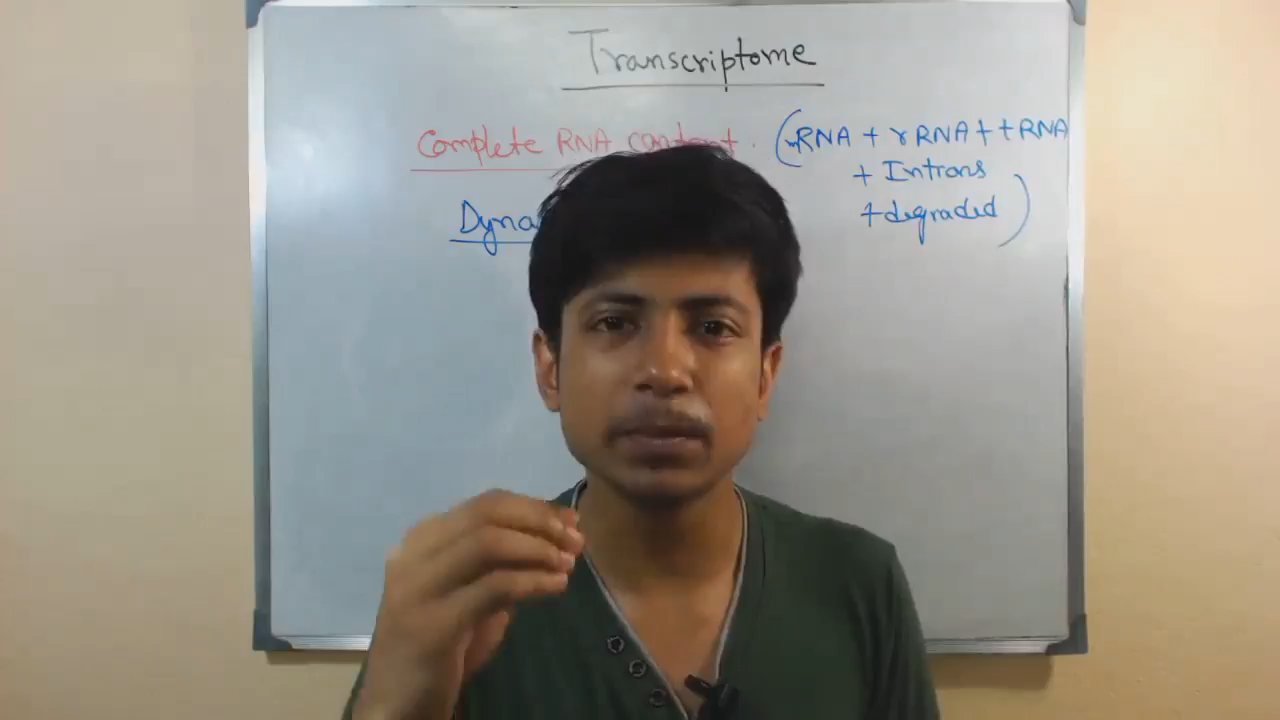 Transcriptome
Complete RNA content. (mRNA + rRNA + tRNA
+ Introns
+ degraded)